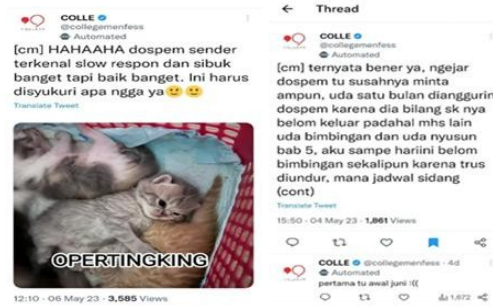 COLLE
@collegemenfess
Automated
[cm] HAHAAHA dospem sender
terkenal slow respon dan sibuk
banget tapi baik banget. Ini harus
disyukuri apa ngga ya
Translate Tweet
OPERTINGKING
12:10 · 06 May 23 · 3,585 Views
Thread
COLLE
@collegemenfess
Automated
[cm] ternyata bener ya, ngejar
dospem tu susahnya minta
ampun, uda satu bulan dianggurin
dospem karena dia bilang sk nya
belom keluar padahal mhs lain
uda bimbingan dan uda nyusun
bab 5, aku sampe hariini belom
bimbingan sekalipun karena trus
diundur, mana jadwal sidang
(cont)
Translate Tweet
15:50 · 04 May 23 · 1,861 Views
COLLE @collegemenfess · 4d
Automated
pertama tu awal juni :((
1,672